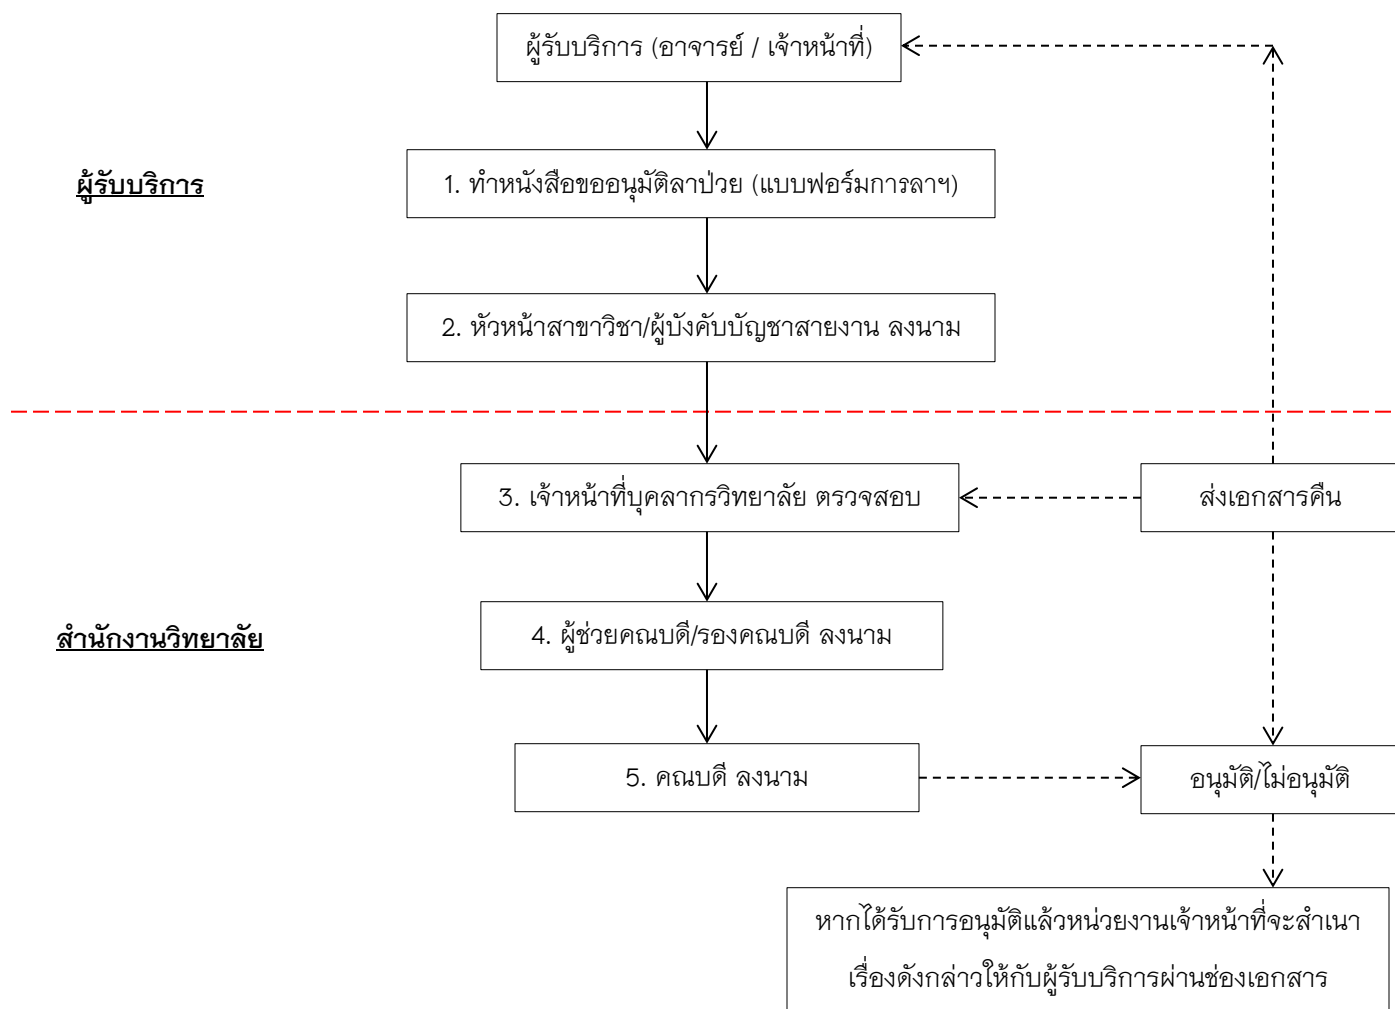 ผู้รับบริการ (อาจารย์ / เจ้าหน้าที่)
ผู้รับบริการ
1. ทำหนังสือขออนุมัติลาป่วย (แบบฟอร์มการลาฯ)
2. หัวหน้าสาขาวิชา/ผู้บังคับบัญชาสายงาน ลงนาม
3. เจ้าหน้าที่บุคลากรวิทยาลัย ตรวจสอบ
ส่งเอกสารคืน
สำนักงานวิทยาลัย
4. ผู้ช่วยคณบดี/รองคณบดี ลงนาม
5. คณบดี ลงนาม
อนุมัติ/ไม่อนุมัติ
หากได้รับการอนุมัติแล้วหน่วยงานเจ้าหน้าที่จะสำเนา
เรื่องดังกล่าวให้กับผู้รับบริการผ่านช่องเอกสาร